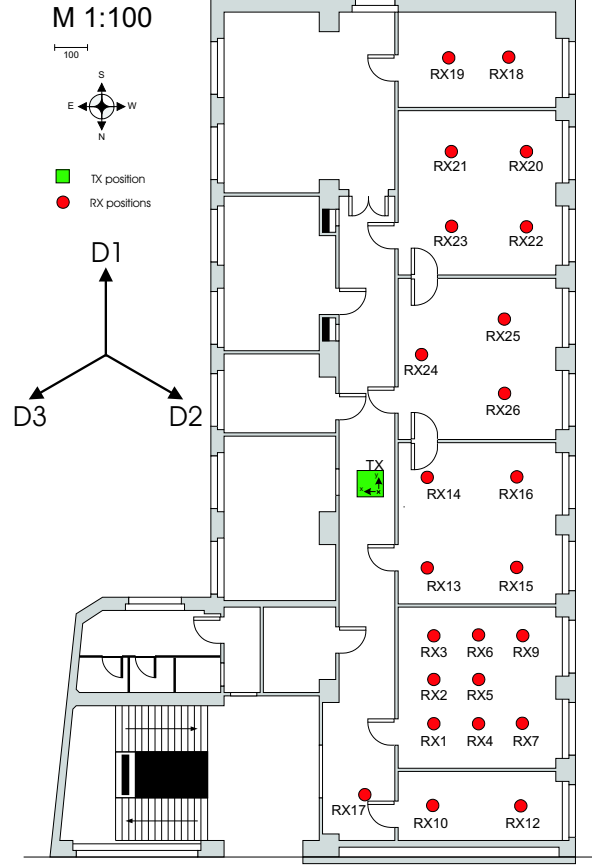 M 1:100
100
S
E W
N
TX position
RX positions
D1
D3 D2
RX19 RX18
RX21 RX20
RX23 RX22
RX25
RX24
RX26
TX
y
x x
RX14 RX16
RX13 RX15
RX3 RX6 RX9
RX2 RX5
RX1 RX4 RX7
RX17
RX10 RX12